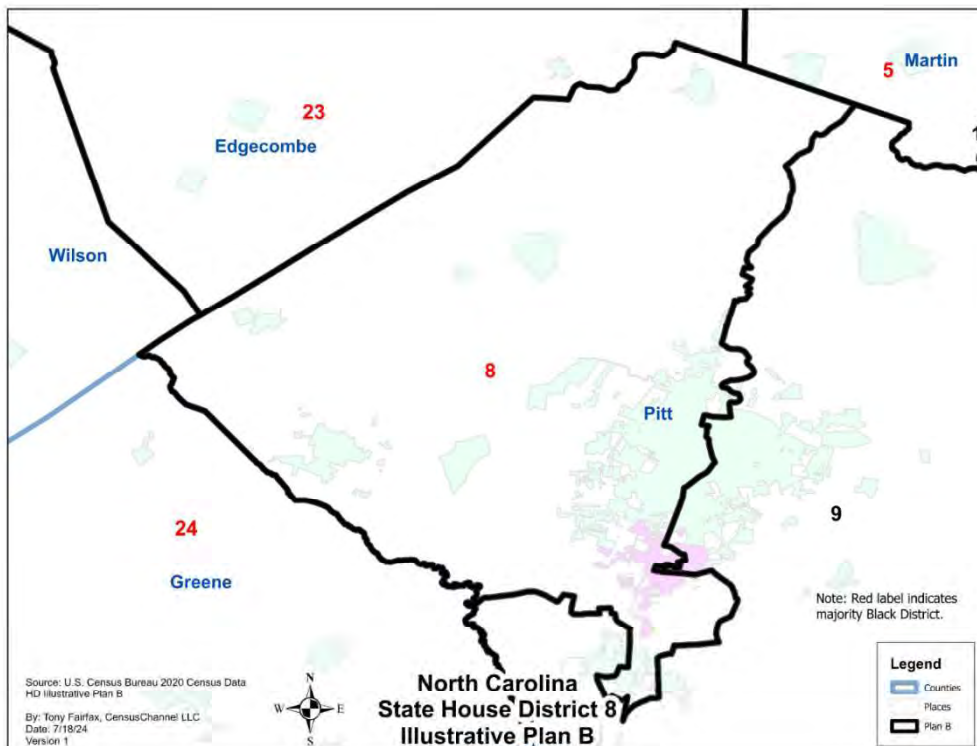 Martin
5
23
Edgecombe
1
Wilson
8
Pitt
9
24
Greene
Note: Red label indicates
majority Black District.
Source: U.S. Census Bureau 2020 Census Data
HD Illustrative Plan B
By: Tony Fairfax, CensusChannel LLC
Date: 7/18/24
Version 1
N
W E
S
North Carolina
State House District 8
Illustrative Plan B
Legend
Counties
Places
Plan B